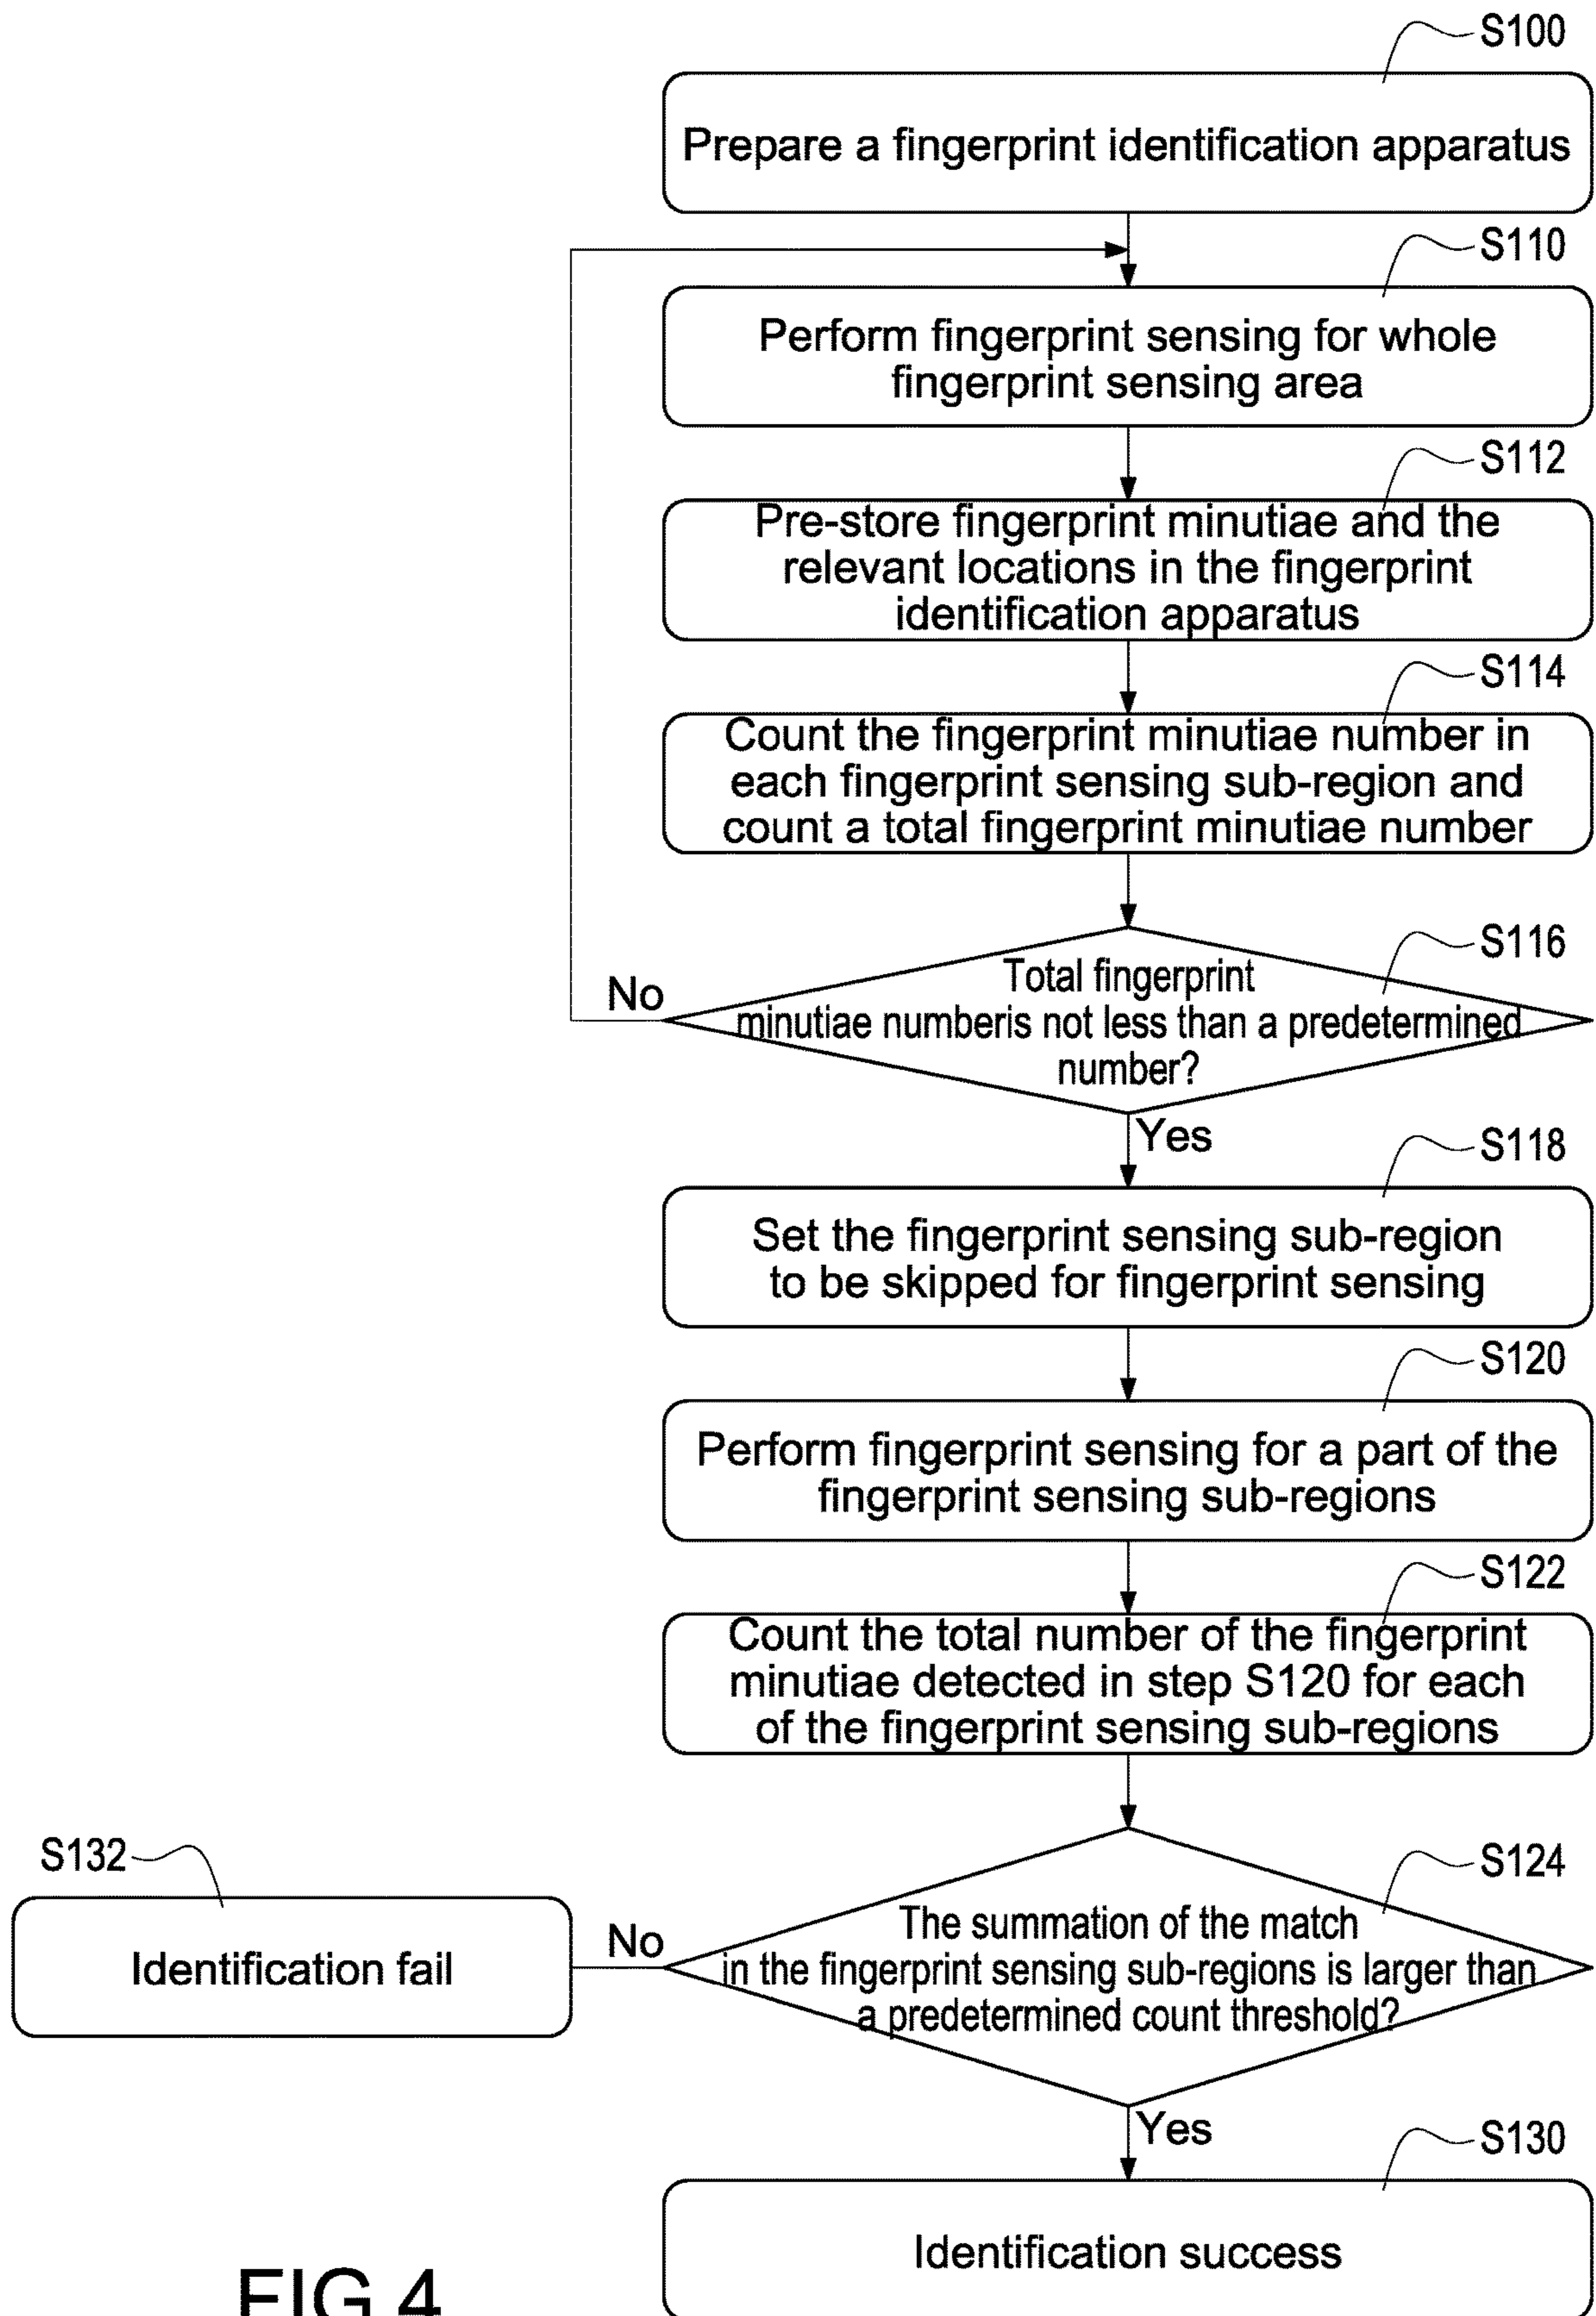 S100
Prepare a fingerprint identification apparatus
S110
Perform fingerprint sensing for whole
fingerprint sensing area
S112
Pre-store fingerprint minutiae and the
relevant locations in the fingerprint
identification apparatus
S114
Count the fingerprint minutiae number in
each fingerprint sensing sub-region and
count a total fingerprint minutiae number
S116
Total fingerprint
minutiae numberis not less than a predetermined
number?
No
Yes
S118
Set the fingerprint sensing sub-region
to be skipped for fingerprint sensing
S120
Perform fingerprint sensing for a part of the
fingerprint sensing sub-regions
S122
Count the total number of the fingerprint
minutiae detected in step S120 for each
of the fingerprint sensing sub-regions
S124
The summation of the match
in the fingerprint sensing sub-regions is larger than
a predetermined count threshold?
No
S132
Identification fail
Yes
S130
Identification success
FIG.4